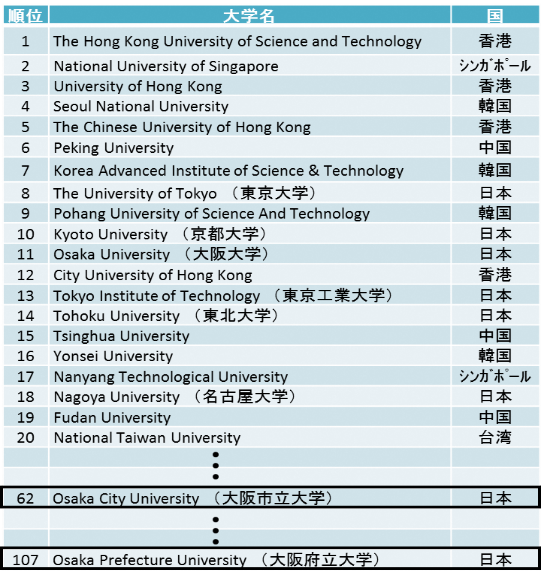 順位 大学名 国
1 The Hong Kong University of Science and Technology 香港
2 National University of Singapore ｼﾝｶﾞﾎﾟｰﾙ
3 University of Hong Kong 香港
4 Seoul National University 韓国
5 The Chinese University of Hong Kong 香港
6 Peking University 中国
7 Korea Advanced Institute of Science & Technology 韓国
8 The University of Tokyo （東京大学） 日本
9 Pohang University of Science And Technology 韓国
10 Kyoto University （京都大学） 日本
11 Osaka University （大阪大学） 日本
12 City University of Hong Kong 香港
13 Tokyo Institute of Technology （東京工業大学） 日本
14 Tohoku University （東北大学） 日本
15 Tsinghua University 中国
16 Yonsei University 韓国
17 Nanyang Technological University ｼﾝｶﾞﾎﾟｰﾙ
18 Nagoya University （名古屋大学） 日本
19 Fudan University 中国
20 National Taiwan University 台湾
62 Osaka City University （大阪市立大学） 日本
107 Osaka Prefecture University （大阪府立大学） 日本